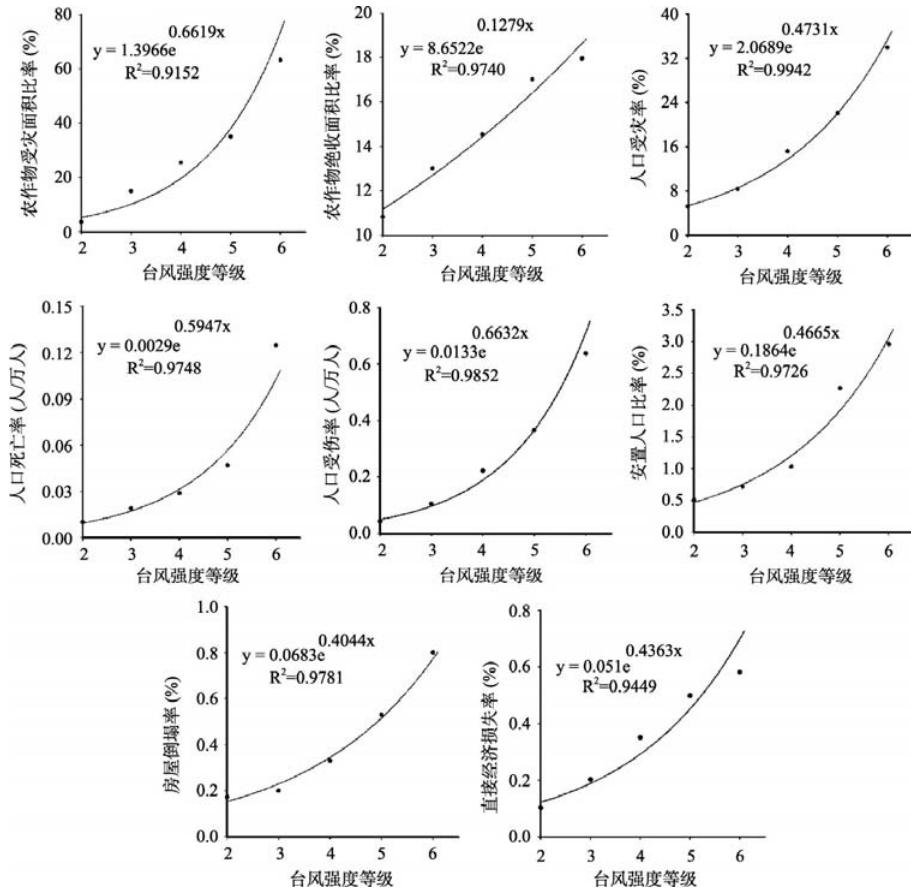 农作物受灾面积比率 (%)
80
60
40
20
0
0.6619x
y = 1.3966e
R²=0.9152
2 3 4 5 6
台风强度等级
农作物绝收面积比率 (%)
20
18
16
14
12
10
0.1279x
y = 8.6522e
R²=0.9740
2 3 4 5 6
台风强度等级
人口受灾率 (%)
40
32
24
16
8
0
0.4731x
y = 2.0689e
R²=0.9942
2 3 4 5 6
台风强度等级
人口死亡率 (人/万人)
0.15
0.12
0.09
0.06
0.03
0.00
0.5947x
y = 0.0029e
R²=0.9748
2 3 4 5 6
台风强度等级
人口受伤率 (人/万人)
0.8
0.6
0.4
0.2
0.0
0.6632x
y = 0.0133e
R²=0.9852
2 3 4 5 6
台风强度等级
安置人口比率 (%)
3.5
3.0
2.5
2.0
1.5
1.0
0.5
0.0
0.4665x
y = 0.1864e
R²=0.9726
2 3 4 5 6
台风强度等级
房屋倒塌率 (%)
1.0
0.8
0.6
0.4
0.2
0.0
0.4044x
y = 0.0683e
R²=0.9781
2 3 4 5 6
台风强度等级
直接经济损失率 (%)
0.8
0.6
0.4
0.2
0.0
0.4363x
y = 0.051e
R²=0.9449
2 3 4 5 6
台风强度等级